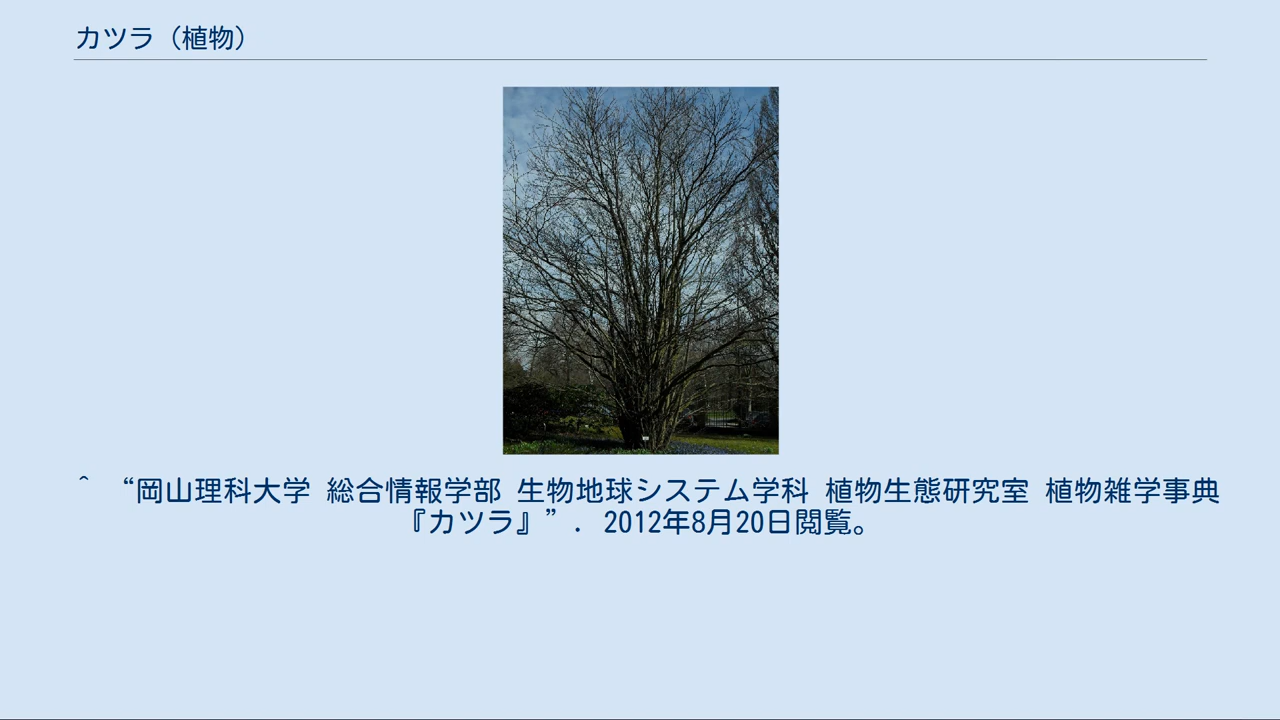 カツラ（植物）
^ “岡山理科大学 総合情報学部 生物地球システム学科 植物生態研究室 植物雑学事典
『カツラ』”. 2012年8月20日閲覧。